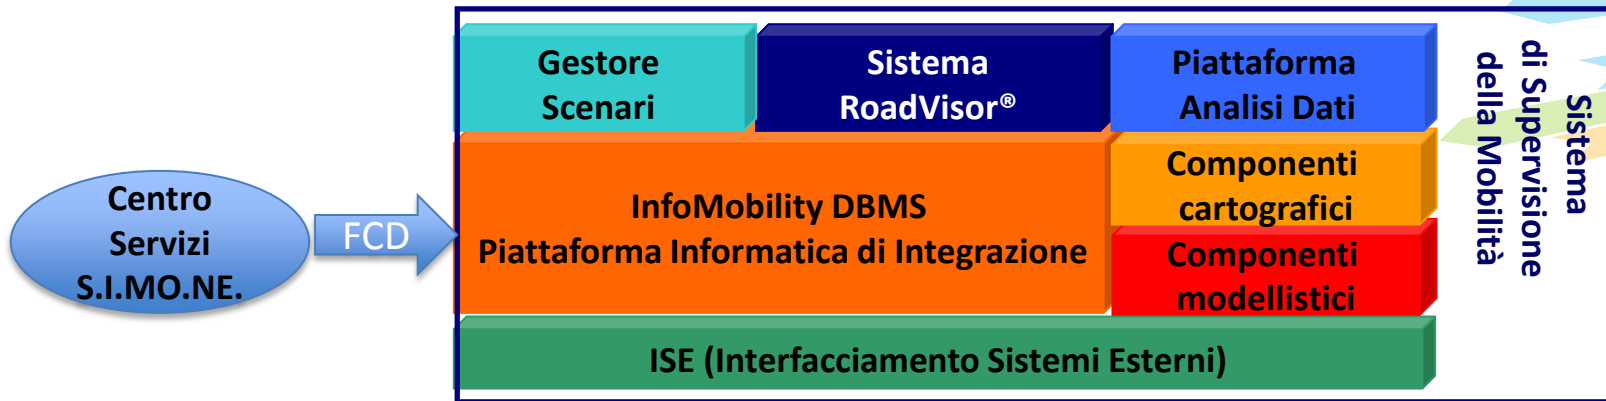 Centro
Servizi
S.I.MO.NE.
FCD
Gestore
Scenari
Sistema
RoadVisor®
Piattaforma
Analisi Dati
InfoMobility DBMS
Piattaforma Informatica di Integrazione
Componenti
cartografici
Componenti
modellistici
ISE (Interfacciamento Sistemi Esterni)
Sistema
di Supervisione
della Mobilità